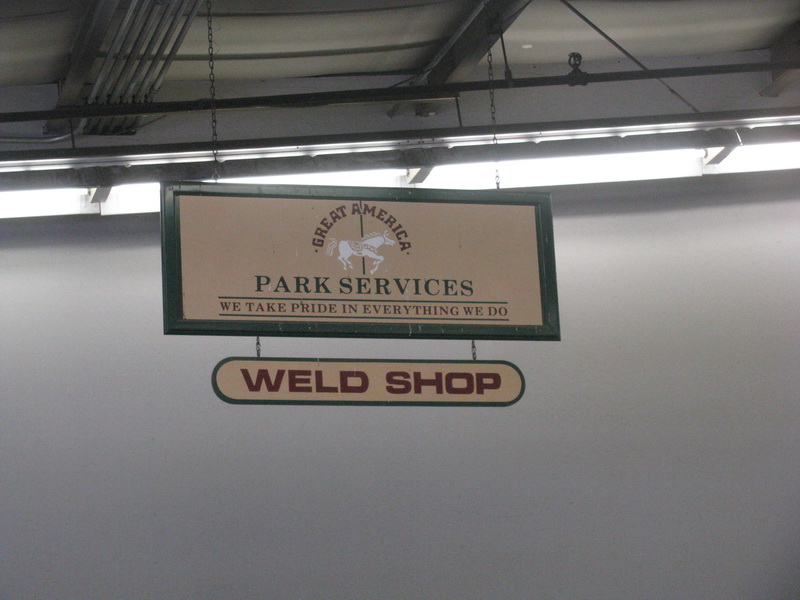 GREAT AMERICA
PARK SERVICES
WE TAKE PRIDE IN EVERYTHING WE DO
WELD SHOP